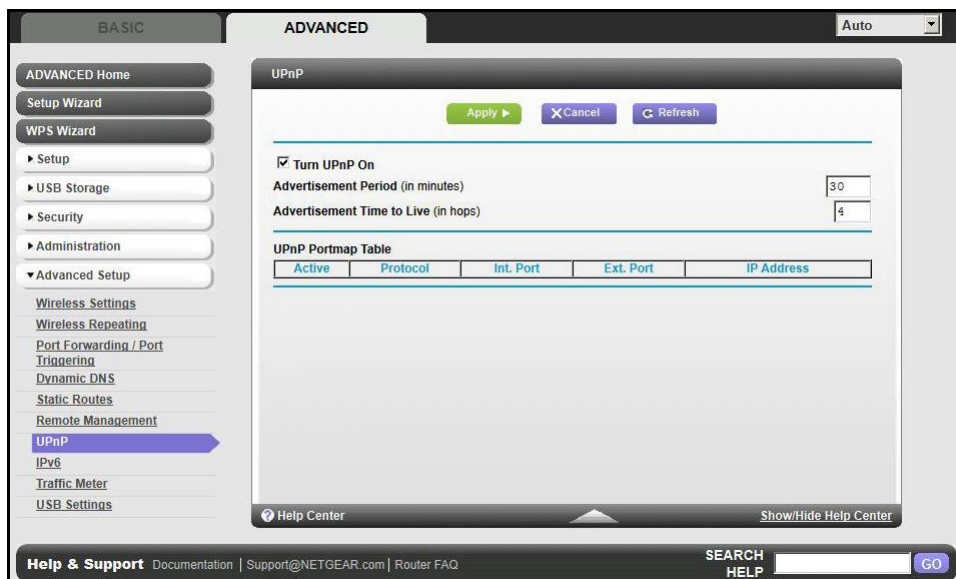 BASIC
ADVANCED
Auto
ADVANCED Home
Setup Wizard
WPS Wizard
Setup
USB Storage
Security
Administration
Advanced Setup
Wireless Settings
Wireless Repeating
Port Forwarding / Port
Triggering
Dynamic DNS
Static Routes
Remote Management
UPnP
IPv6
Traffic Meter
USB Settings
UPnP
Apply
Cancel
Refresh
Turn UPnP On
Advertisement Period (in minutes) 30
Advertisement Time to Live (in hops) 4
UPnP Portmap Table
Active Protocol Int. Port Ext. Port IP Address
Help Center
Show/Hide Help Center
Help & Support Documentation | Support@NETGEAR.com | Router FAQ
SEARCH
HELP
GO